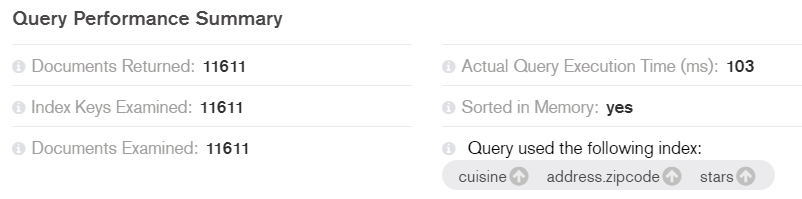 Query Performance Summary
Documents Returned: 11611
Index Keys Examined: 11611
Documents Examined: 11611
Actual Query Execution Time (ms): 103
Sorted in Memory: yes
Query used the following index:
cuisine address.zipcode stars